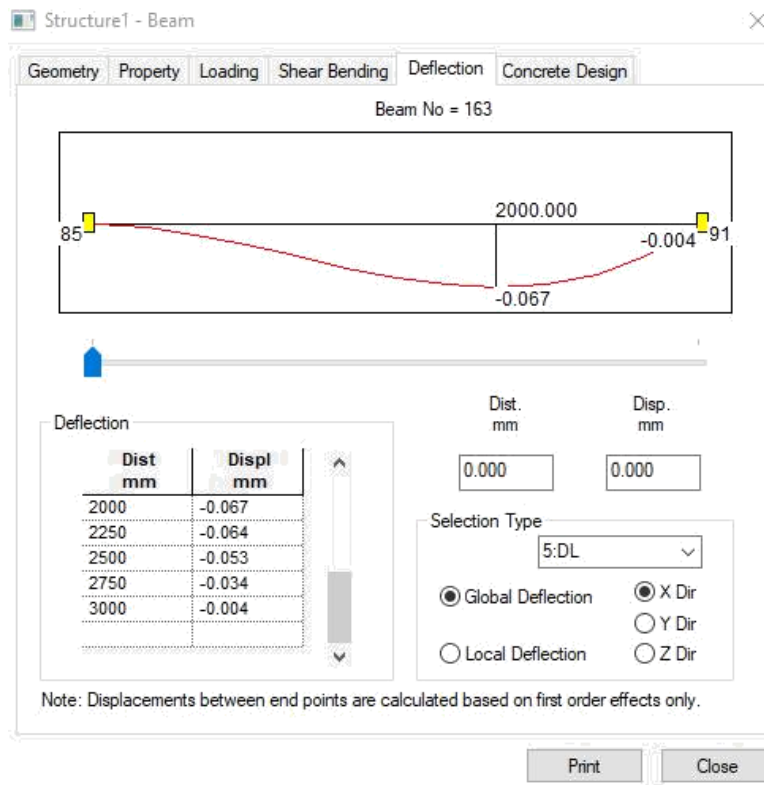 Structure1 - Beam
Geometry Property Loading Shear Bending Deflection Concrete Design
Beam No = 163
2000.000
85 -0.004 91
-0.067
Dist. Disp.
mm mm
Deflection
0.000 0.000
Dist Displ
mm mm
2000 -0.067
2250 -0.064
2500 -0.053
2750 -0.034
3000 -0.004
Selection Type
5:DL
Global Deflection X Dir
Y Dir
Local Deflection Z Dir
Note: Displacements between end points are calculated based on first order effects only.
Print Close